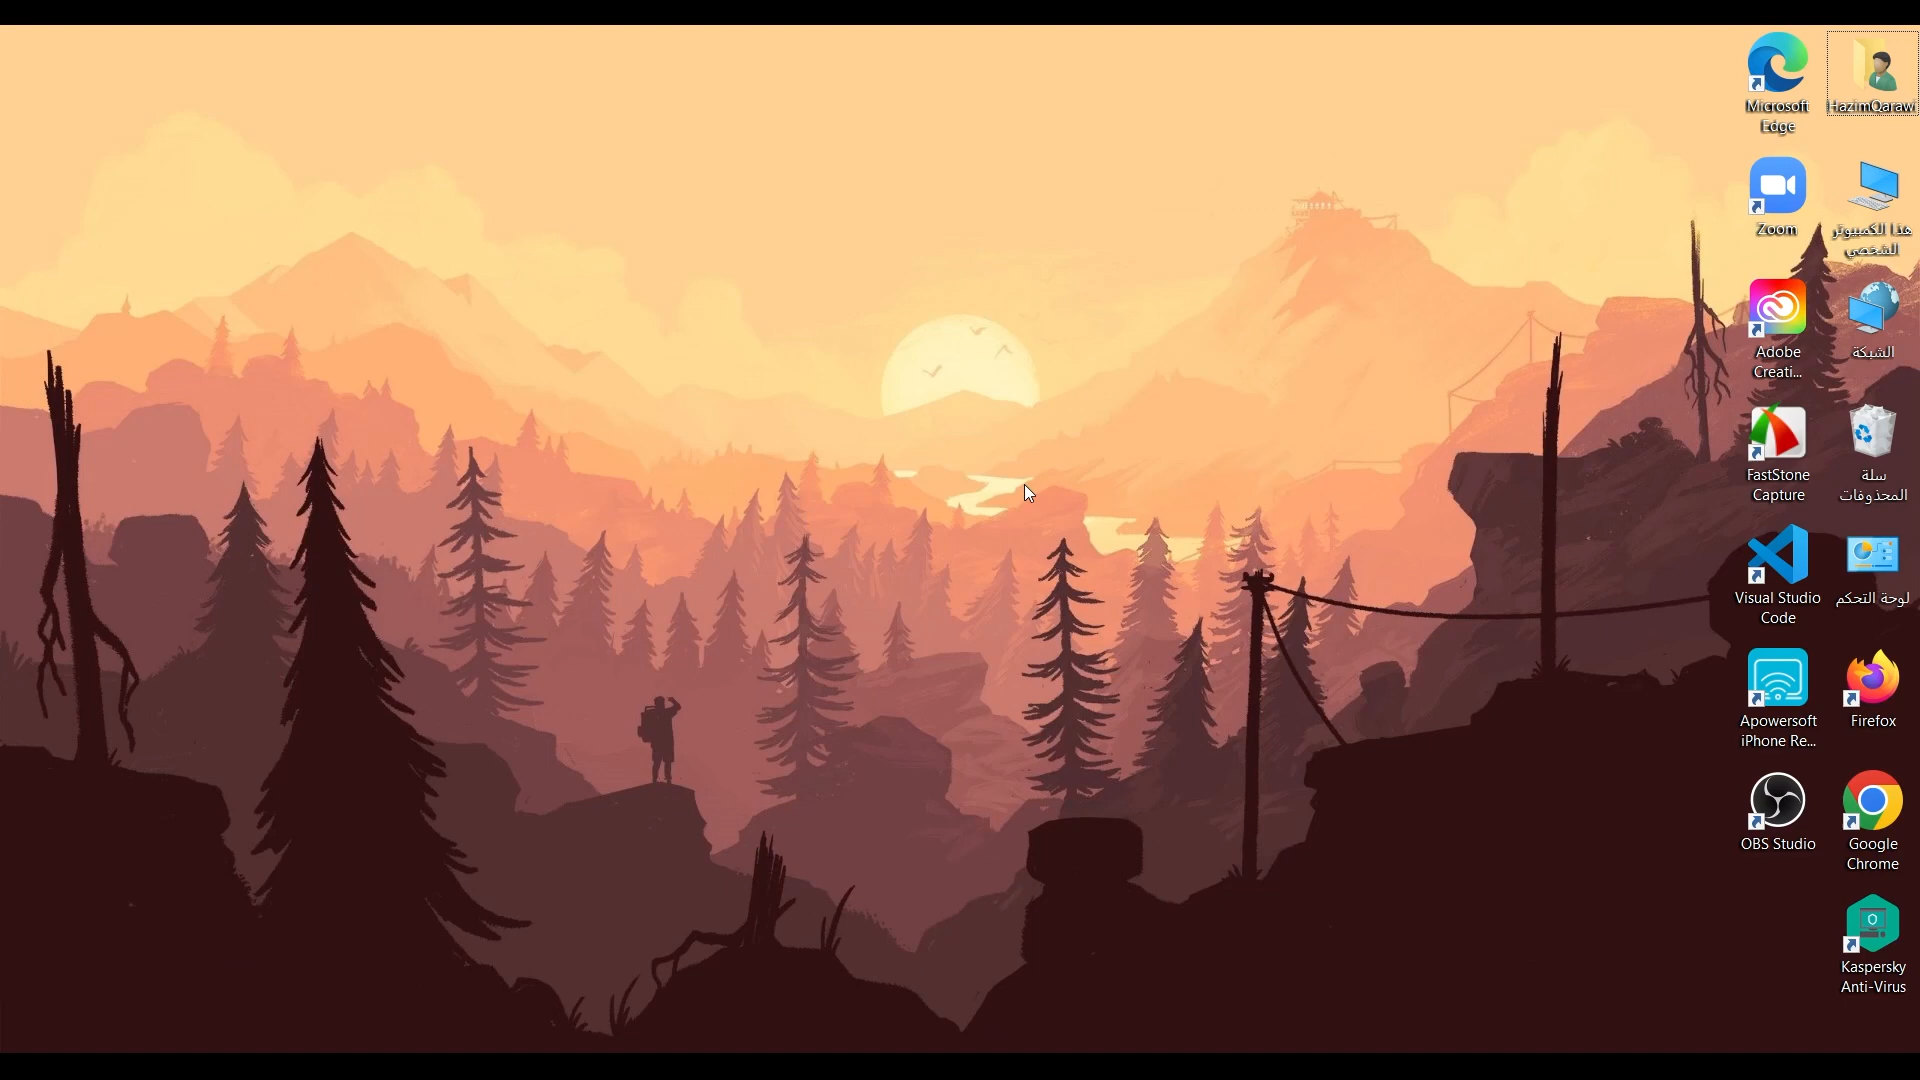 HazimQarawi
هذا الكمبيوتر
الشخصي
الشبكة
سلة
المحذوفات
لوحة التحكم
Firefox
Google
Chrome
Kaspersky
Anti-Virus
Microsoft
Edge
Zoom
Adobe
Creati...
FastStone
Capture
Visual Studio
Code
Apowersoft
iPhone Re...
OBS Studio